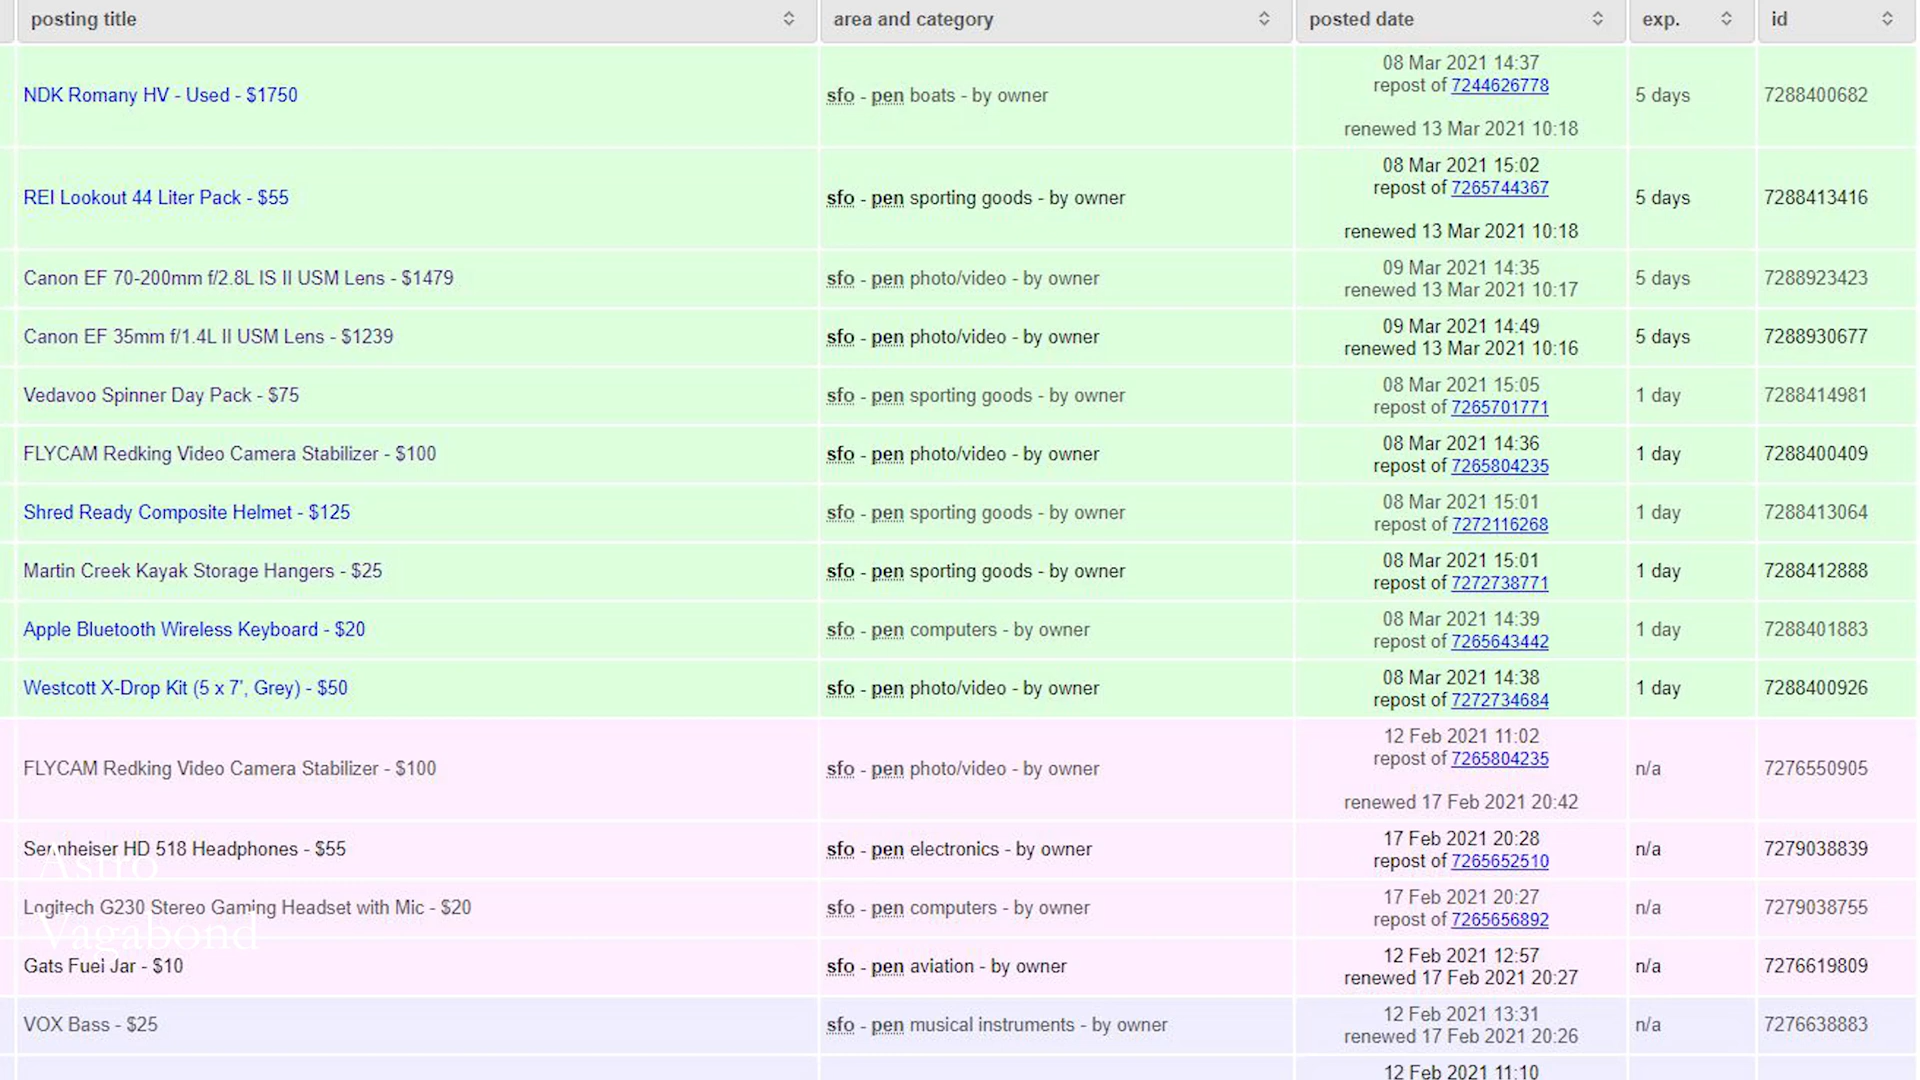 posting title area and category posted date exp. id
NDK Romany HV - Used - $1750 sfo - pen boats - by owner 08 Mar 2021 14:37 5 days 7288400682
repost of 7244626778
renewed 13 Mar 2021 10:18
REI Lookout 44 Liter Pack - $55 sfo - pen sporting goods - by owner 08 Mar 2021 15:02 5 days 7288413416
repost of 7265744367
renewed 13 Mar 2021 10:18
Canon EF 70-200mm f/2.8L IS II USM Lens - $1479 sfo - pen photo/video - by owner 09 Mar 2021 14:35 5 days 7288923423
renewed 13 Mar 2021 10:17
Canon EF 35mm f/1.4L II USM Lens - $1239 sfo - pen photo/video - by owner 09 Mar 2021 14:49 5 days 7288930677
renewed 13 Mar 2021 10:16
Vedavoo Spinner Day Pack - $75 sfo - pen sporting goods - by owner 08 Mar 2021 15:05 1 day 7288414981
repost of 7265701771
FLYCAM Redking Video Camera Stabilizer - $100 sfo - pen photo/video - by owner 08 Mar 2021 14:36 1 day 7288400409
repost of 7265804235
Shred Ready Composite Helmet - $125 sfo - pen sporting goods - by owner 08 Mar 2021 15:01 1 day 7288413064
repost of 7272116268
Martin Creek Kayak Storage Hangers - $25 sfo - pen sporting goods - by owner 08 Mar 2021 15:01 1 day 7288412888
repost of 7272738771
Apple Bluetooth Wireless Keyboard - $20 sfo - pen computers - by owner 08 Mar 2021 14:39 1 day 7288401883
repost of 7265643442
Westcott X-Drop Kit (5 x 7', Grey) - $50 sfo - pen photo/video - by owner 08 Mar 2021 14:38 1 day 7288400926
repost of 7272734684
FLYCAM Redking Video Camera Stabilizer - $100 sfo - pen photo/video - by owner 12 Feb 2021 11:02 n/a 7276550905
repost of 7265804235
renewed 17 Feb 2021 20:42
Sennheiser HD 518 Headphones - $55 sfo - pen electronics - by owner 17 Feb 2021 20:28 n/a 7279038839
repost of 7265652510
Astro
Logitech G230 Stereo Gaming Headset with Mic - $20 sfo - pen computers - by owner 17 Feb 2021 20:27 n/a 7279038755
repost of 7265656892
Vagabond
Gats Fuei Jar - $10 sfo - pen aviation - by owner 12 Feb 2021 12:57 n/a 7276619809
renewed 17 Feb 2021 20:27
VOX Bass - $25 sfo - pen musical instruments - by owner 12 Feb 2021 13:31 n/a 7276638883
renewed 17 Feb 2021 20:26
12 Feb 2021 11:10